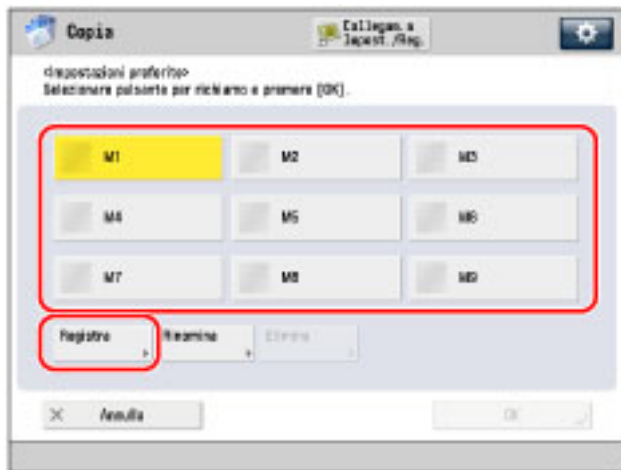 Copia
Collegam. a
Impost./Reg.
<Impostazioni preferite>
Selezionare pulsante per richiamo e premere [OK].
M1 M2 M3
M4 M5 M6
M7 M8 M9
Registra Rinomina Elimina
Annulla OK